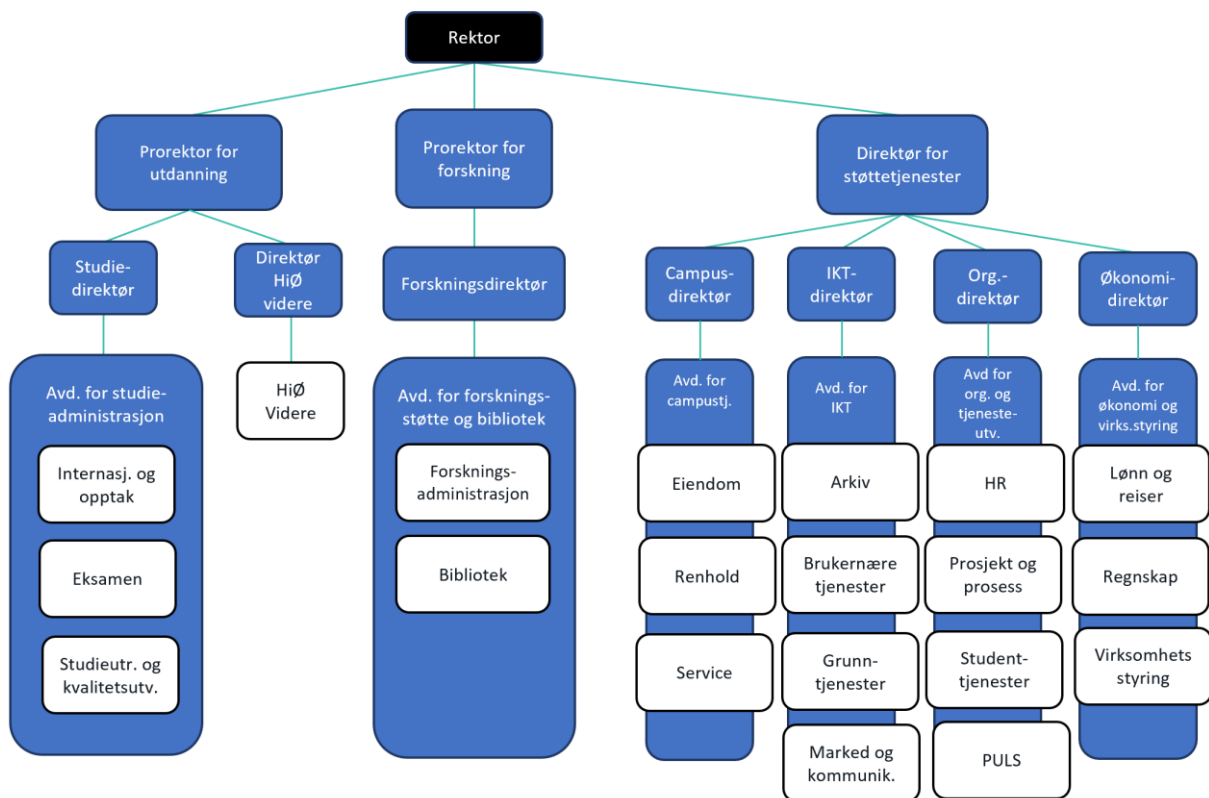 Rektor
Prorektor for
utdanning
Prorektor for
forskning
Direktør for
støttetjenester
Studie-
direktør
Direktør
HiØ
videre
Forskningsdirektør
Campus-
direktør
IKT-
direktør
Org.-
direktør
Økonomi-
direktør
Avd. for studie-
administrasjon
Internasj. og
opptak
Eksamen
Studieutr. og
kvalitetsutv.
HiØ
Videre
Avd. for forsknings-
støtte og bibliotek
Forsknings-
administrasjon
Bibliotek
Avd. for
campustj.
Eiendom
Renhold
Service
Avd. for
IKT
Arkiv
Brukernære
tjenester
Grunn-
tjenester
Marked og
kommunik.
Avd for
org. og
tjeneste-
utv.
HR
Prosjekt og
prosess
Student-
tjenester
PULS
Avd. for
økonomi og
virks.styring
Lønn og
reiser
Regnskap
Virksomhets
styring